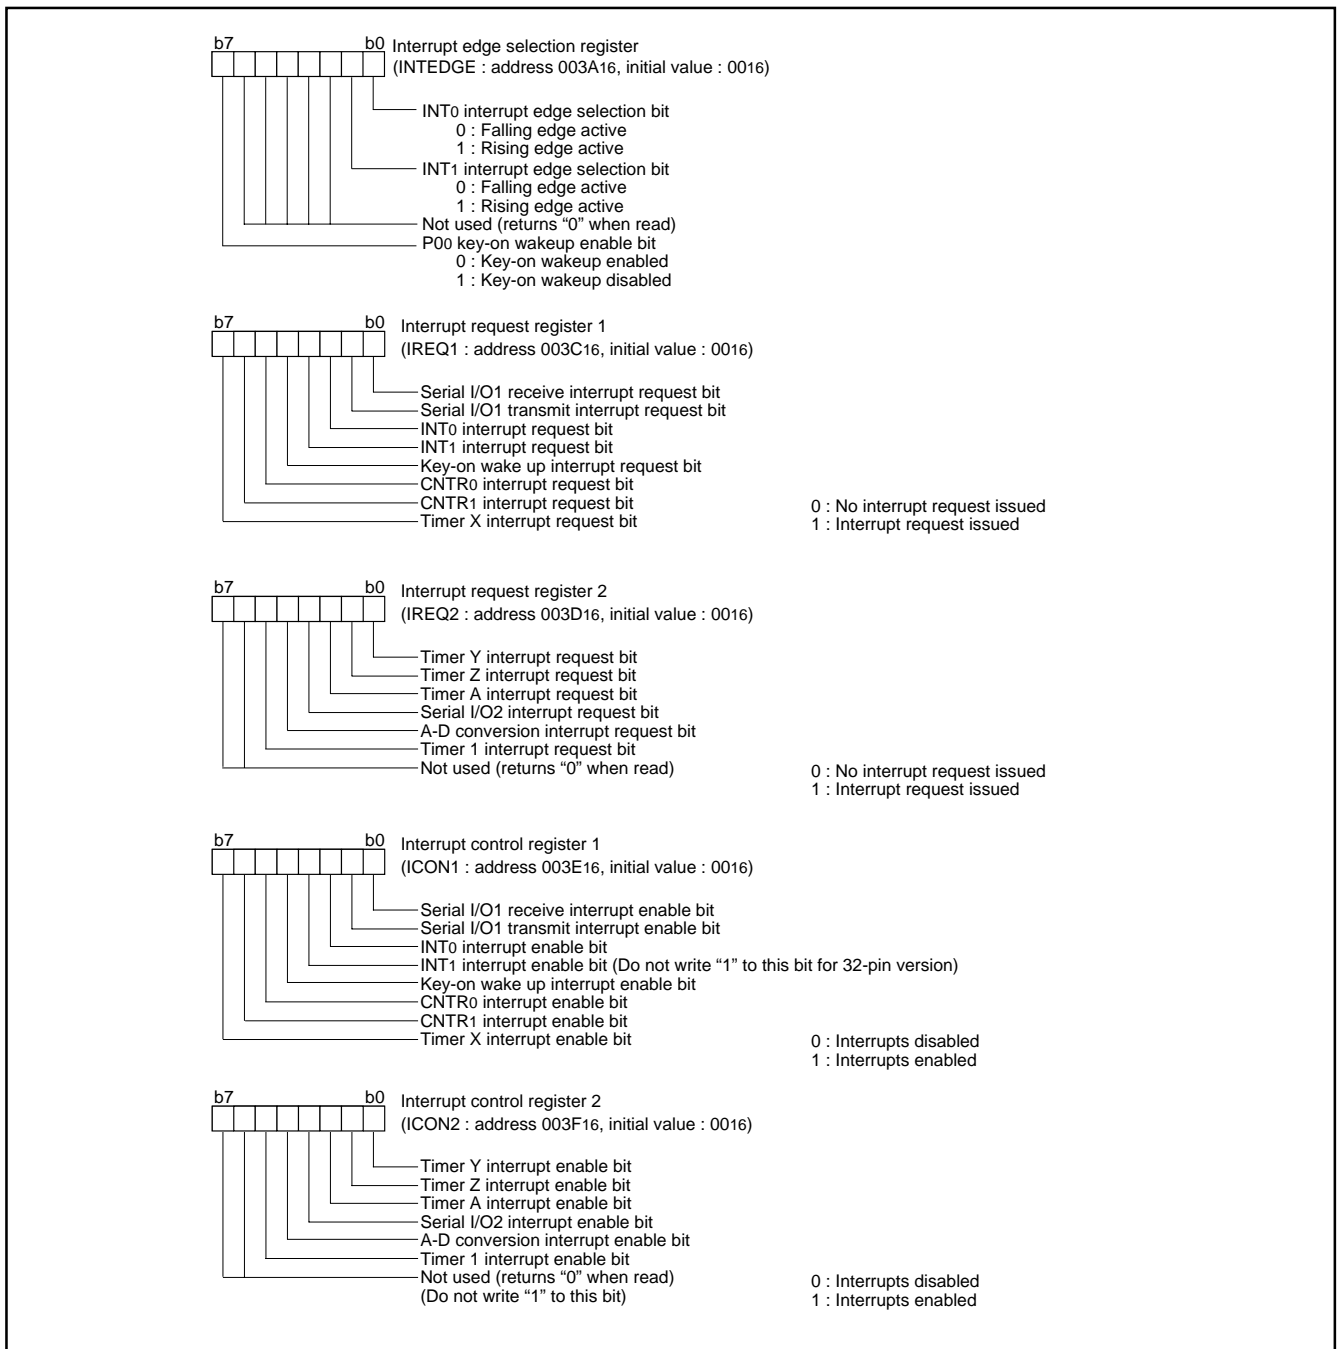 b7 b0 Interrupt edge selection register
(INTEDGE : address 003A16, initial value : 0016)
INT0 interrupt edge selection bit
0 : Falling edge active
1 : Rising edge active
INT1 interrupt edge selection bit
0 : Falling edge active
1 : Rising edge active
Not used (returns “0” when read)
P00 key-on wakeup enable bit
0 : Key-on wakeup enabled
1 : Key-on wakeup disabled
b7 b0 Interrupt request register 1
(IREQ1 : address 003C16, initial value : 0016)
Serial I/O1 receive interrupt request bit
Serial I/O1 transmit interrupt request bit
INT0 interrupt request bit
INT1 interrupt request bit
Key-on wake up interrupt request bit
CNTR0 interrupt request bit
CNTR1 interrupt request bit
Timer X interrupt request bit
0 : No interrupt request issued
1 : Interrupt request issued
b7 b0 Interrupt request register 2
(IREQ2 : address 003D16, initial value : 0016)
Timer Y interrupt request bit
Timer Z interrupt request bit
Timer A interrupt request bit
Serial I/O2 interrupt request bit
A-D conversion interrupt request bit
Timer 1 interrupt request bit
Not used (returns “0” when read)
0 : No interrupt request issued
1 : Interrupt request issued
b7 b0 Interrupt control register 1
(ICON1 : address 003E16, initial value : 0016)
Serial I/O1 receive interrupt enable bit
Serial I/O1 transmit interrupt enable bit
INT0 interrupt enable bit
INT1 interrupt enable bit (Do not write “1” to this bit for 32-pin version)
Key-on wake up interrupt enable bit
CNTR0 interrupt enable bit
CNTR1 interrupt enable bit
Timer X interrupt enable bit
0 : Interrupts disabled
1 : Interrupts enabled
b7 b0 Interrupt control register 2
(ICON2 : address 003F16, initial value : 0016)
Timer Y interrupt enable bit
Timer Z interrupt enable bit
Timer A interrupt enable bit
Serial I/O2 interrupt enable bit
A-D conversion interrupt enable bit
Timer 1 interrupt enable bit
Not used (returns “0” when read)
(Do not write “1” to this bit)
0 : Interrupts disabled
1 : Interrupts enabled